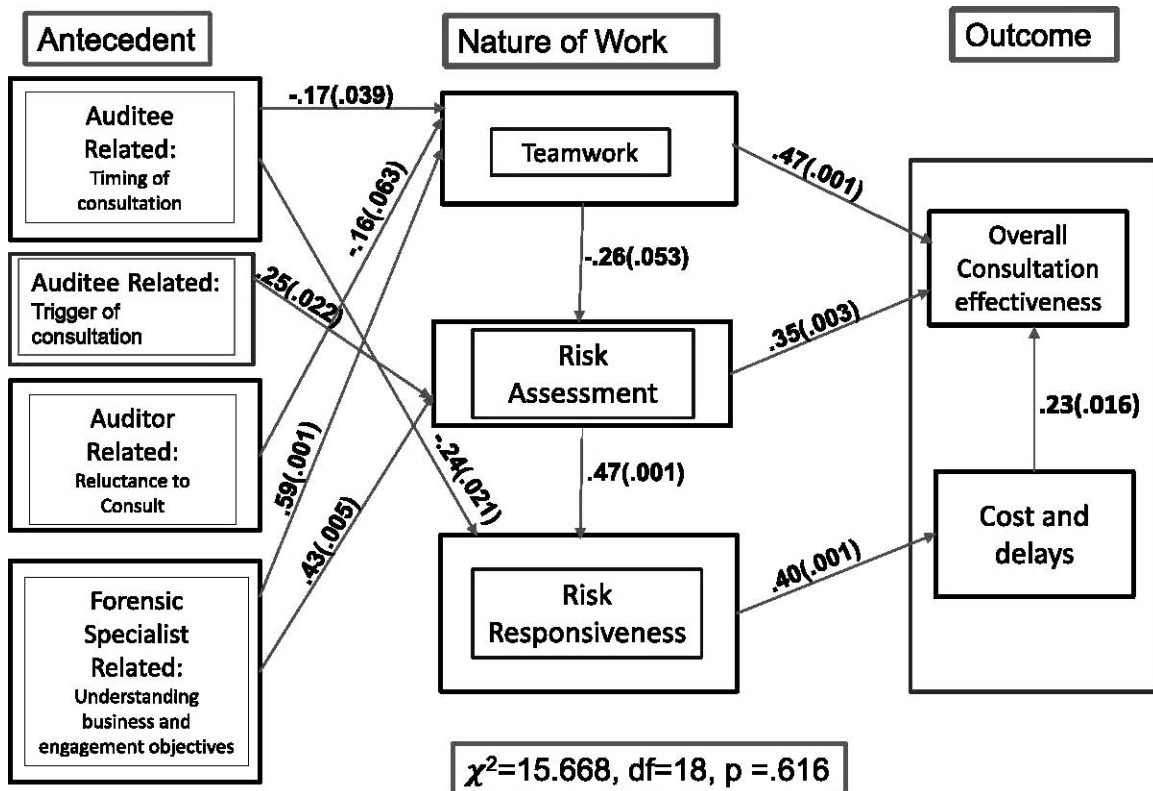 Antecedent
Nature of Work
Outcome
Auditee
Related:
Timing of
consultation
Auditee Related:
Trigger of
consultation
Auditor
Related:
Reluctance to
Consult
Forensic
Specialist
Related:
Understanding
business and
engagement objectives
-.17(.039)
-.16(.063)
.25(.022)
.59(.001)
-.24(.021)
.43(.005)
Teamwork
-.26(.053)
Risk
Assessment
.47(.001)
Risk
Responsiveness
.47(.001)
.35(.003)
.40(.001)
Overall
Consultation
effectiveness
.23(.016)
Cost and
delays
χ²=15.668, df=18, p =.616